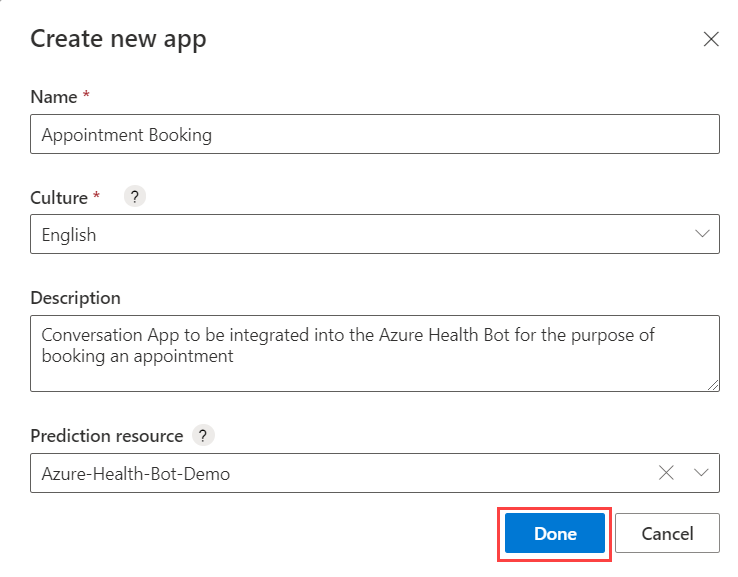 Create new app
Name *
Appointment Booking
Culture * ?
English
Description
Conversation App to be integrated into the Azure Health Bot for the purpose of
booking an appointment
Prediction resource ?
Azure-Health-Bot-Demo
Done Cancel